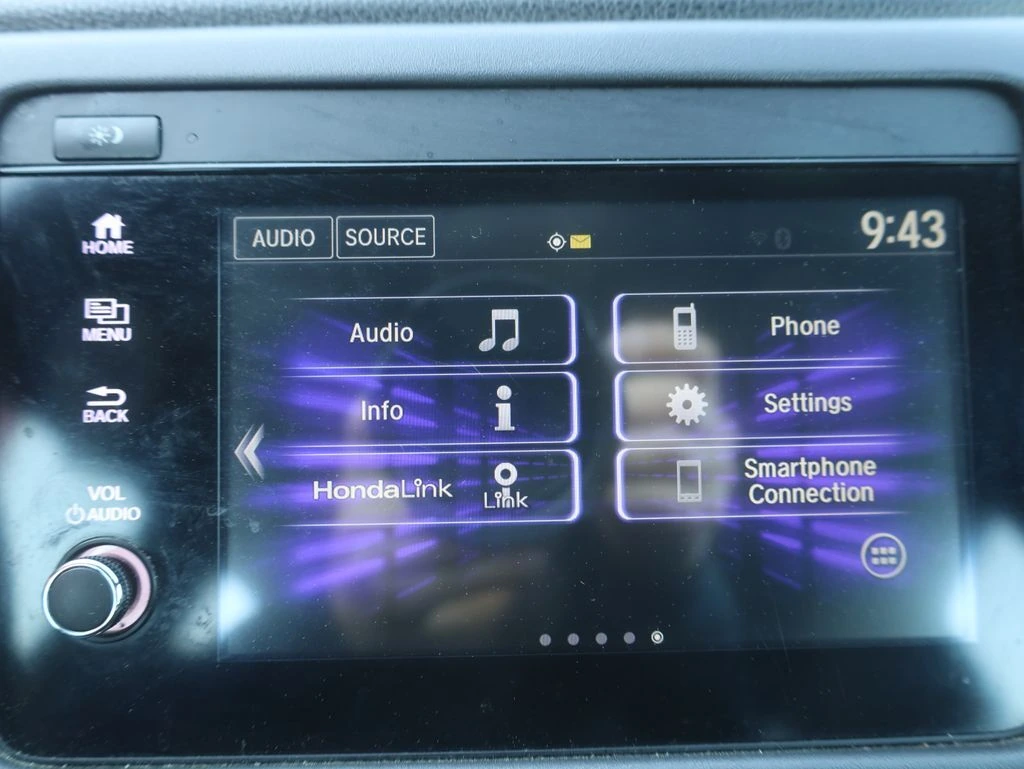 HOME
MENU
BACK
VOL
AUDIO
AUDIO SOURCE
9:43
Audio
Phone
Info
Settings
HondaLink
Link
Smartphone
Connection